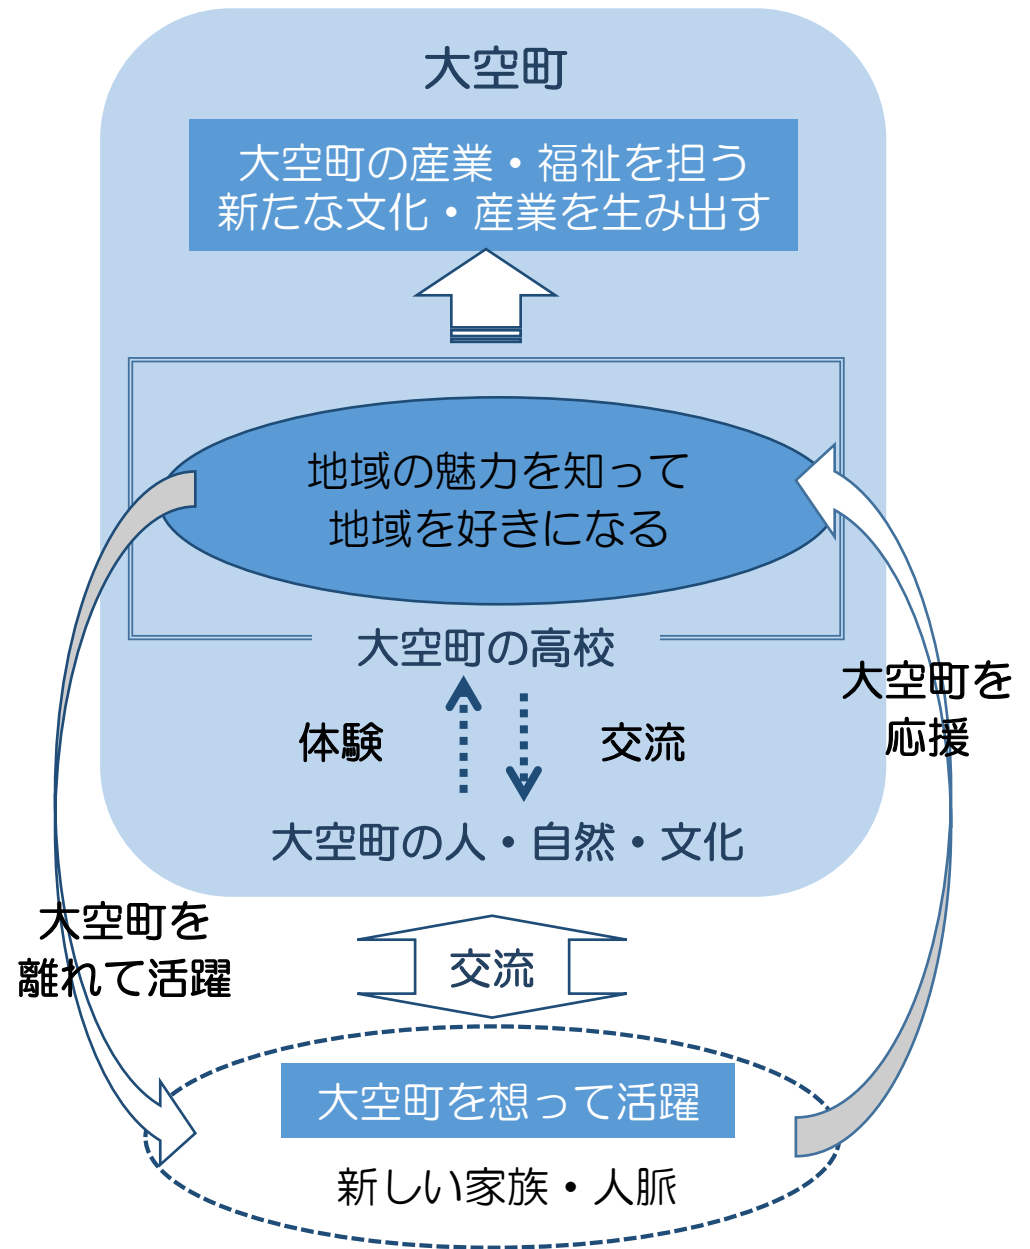 大空町
大空町の産業・福祉を担う
新たな文化・産業を生み出す
地域の魅力を知って
地域を好きになる
大空町の高校
体験
交流
大空町を
応援
大空町の人・自然・文化
大空町を
離れて活躍
交流
大空町を想って活躍
新しい家族・人脈